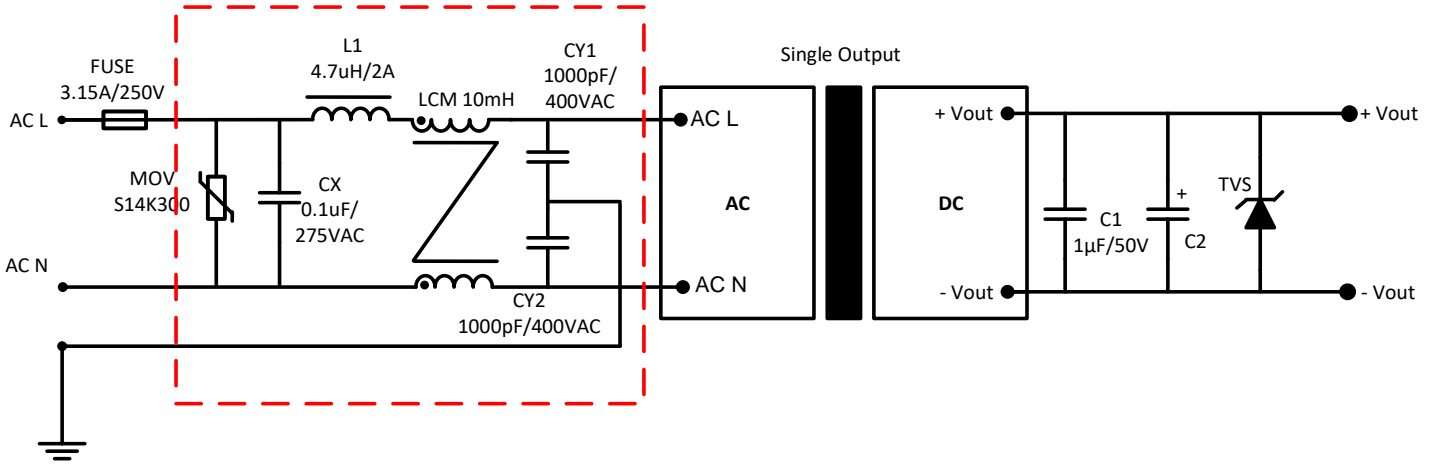 FUSE
3.15A/250V
AC L
MOV
S14K300
CX
0.1uF/
275VAC
AC N
L1
4.7uH/2A
LCM 10mH
CY1
1000pF/
400VAC
CY2
1000pF/400VAC
Single Output
AC L
AC
AC N
+ Vout
DC
- Vout
C1
1µF/50V
+
C2
TVS
+ Vout
- Vout